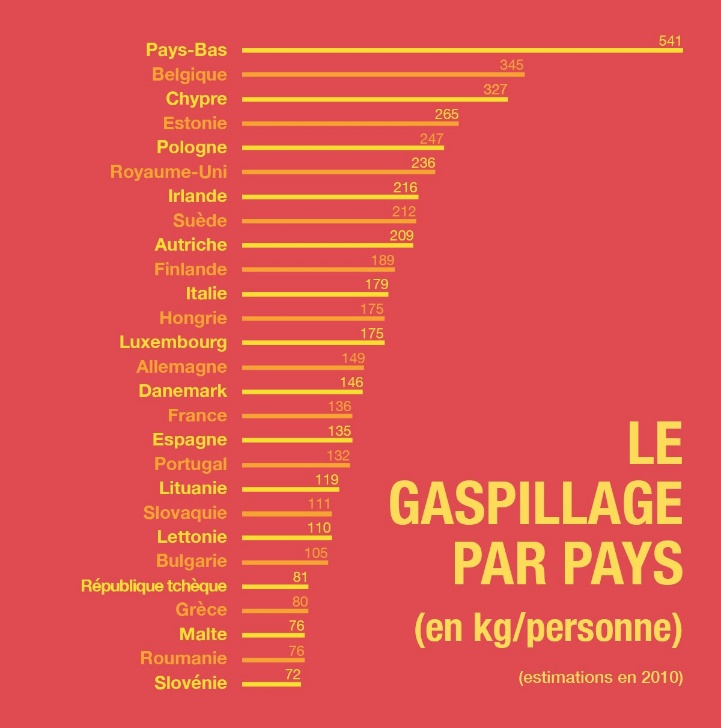 Pays-Bas 541
Belgique 345
Chypre 327
Estonie 265
Pologne 247
Royaume-Uni 236
Irlande 216
Suède 212
Autriche 209
Finlande 189
Italie 179
Hongrie 175
Luxembourg 175
Allemagne 149
Danemark 146
France 136
Espagne 135
Portugal 132
Lituanie 119
Slovaquie 111
Lettonie 110
Bulgarie 105
République tchèque 81
Grèce 80
Malte 76
Roumanie 76
Slovénie 72
LE
GASPILLAGE
PAR PAYS
(en kg/personne)
(estimations en 2010)